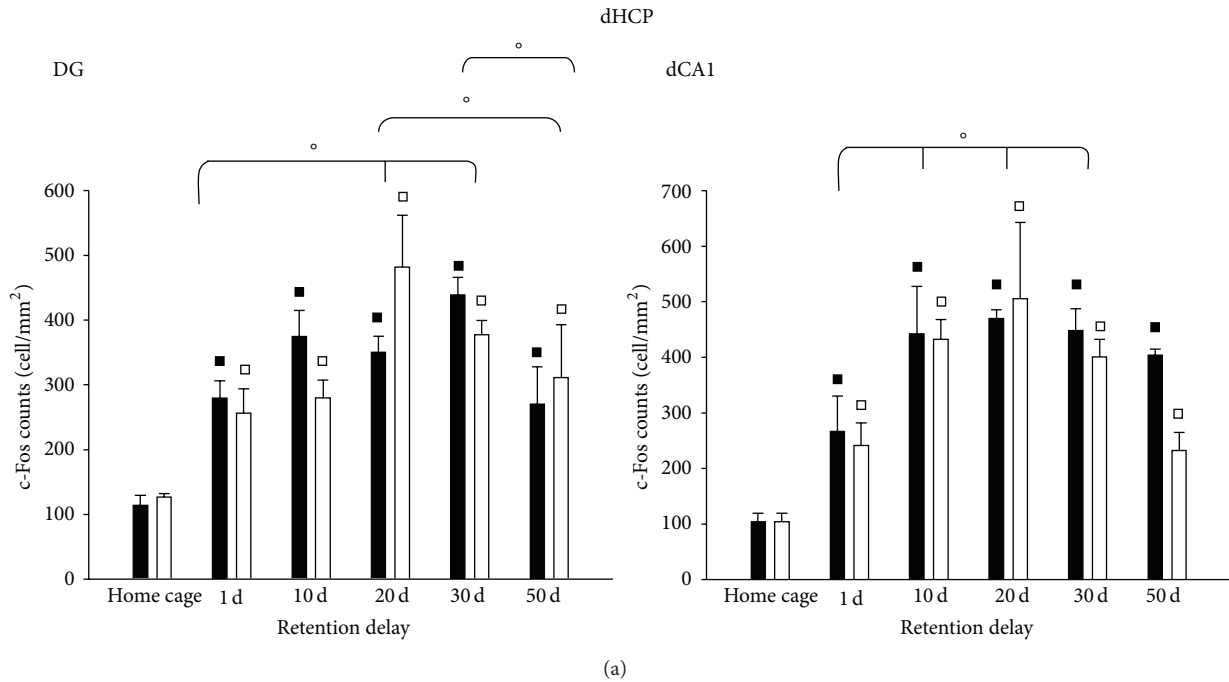 dHCP
DG
c-Fos counts (cell/mm²)
600
500
400
300
200
100
0
Home cage 1 d 10 d 20 d 30 d 50 d
Retention delay
dCA1
c-Fos counts (cell/mm²)
700
600
500
400
300
200
100
0
Home cage 1 d 10 d 20 d 30 d 50 d
Retention delay
(a)